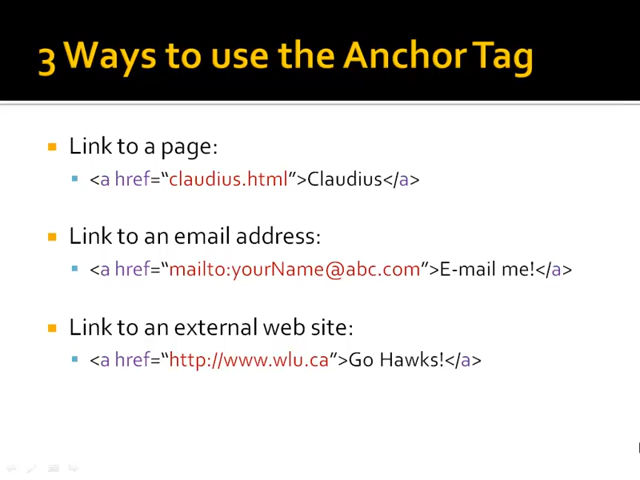 3 Ways to use the Anchor Tag
Link to a page:
<a href=“claudius.html”>Claudius</a>
Link to an email address:
<a href=“mailto:yourName@abc.com”>E-mail me!</a>
Link to an external web site:
<a href=“http://www.wlu.ca”>Go Hawks!</a>